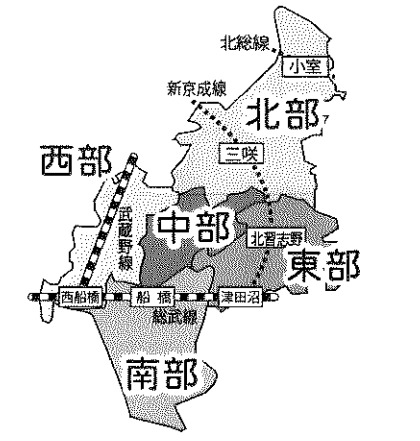 北総線
小室
新京成線
北部
三咲
西部
武蔵野線
中部
北習志野
東部
西船橋
船橋
津田沼
総武線
南部